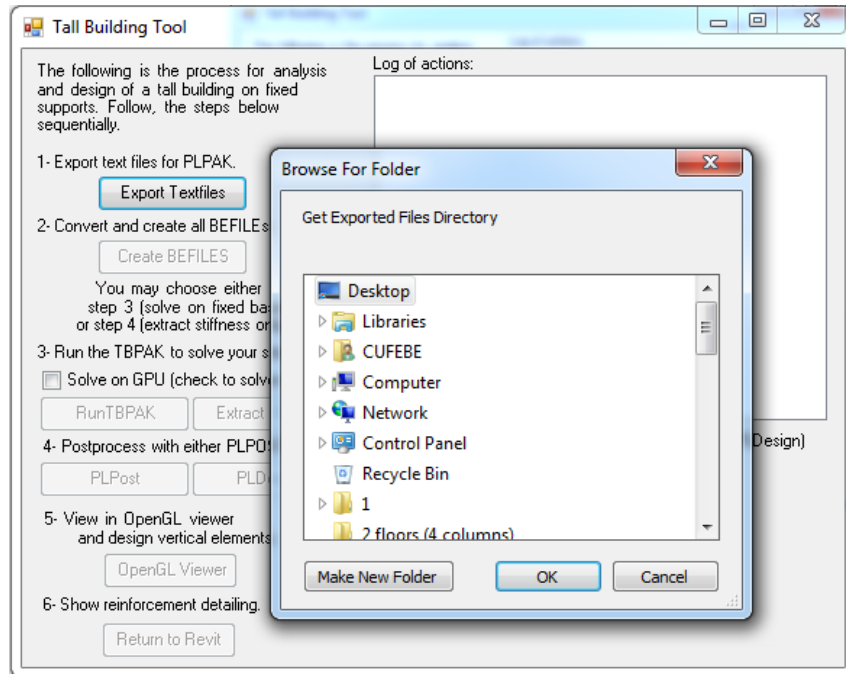 Tall Building Tool
The following is the process for analysis
and design of a tall building on fixed
supports. Follow, the steps below
sequentially.
1- Export text files for PLPAK.
Export Textfiles
2- Convert and create all BEFILEs
Create BEFILES
You may choose either
step 3 (solve on fixed ba
or step 4 (extract stiffness or
3- Run the TBPAK to solve your s
Solve on GPU (check to solv
RunTBPAK
Extract
4- Postprocess with either PLPO
PLPost
PLD
5- View in OpenGL viewer
and design vertical elements
OpenGL Viewer
6- Show reinforcement detailing.
Return to Revit
Log of actions:
Design)
Browse For Folder
Get Exported Files Directory
Desktop
Libraries
CUFEBE
Computer
Network
Control Panel
Recycle Bin
1
2 floors (4 columns)
Make New Folder
OK
Cancel